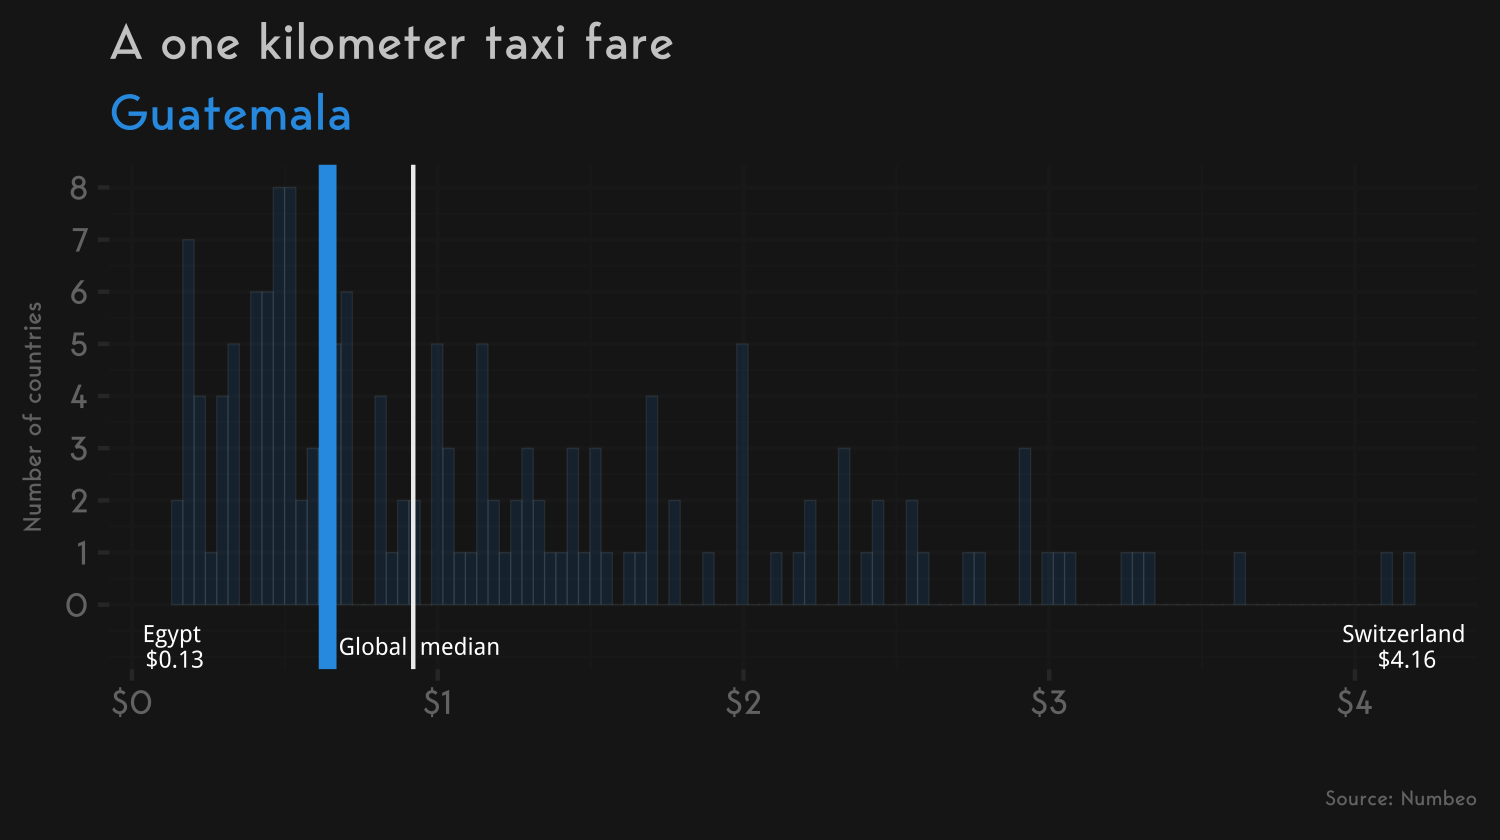 A one kilometer taxi fare
Guatemala
Number of countries
8
7
6
5
4
3
2
1
0
Egypt
$0.13
Global median
Switzerland
$4.16
$0 $1 $2 $3 $4
Source: Numbeo